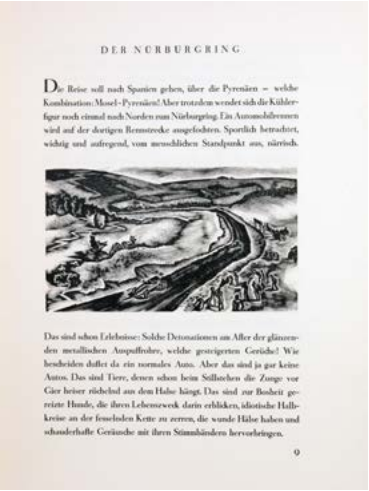 DER NÜRBURGRING
Die Reise soll nach Spanien gehen, über die Pyrenäen – welche
Kombination: Mosel-Pyrenäen! Aber trotzdem wendet sich die Kühler-
figur noch einmal nach Norden zum Nürburgring. Ein Automobilrennen
wird auf der dortigen Rennstrecke ausgefochten. Sportlich betrachtet,
wichtig und aufregend, vom menschlichen Standpunkt aus, närrisch.
Das sind schon Erlebnisse: Solche Detonationen am After der glänzen-
den metallischen Auspuffrohre, welche gesteigerten Gerüche! Wie
bescheiden duftet da ein normales Auto. Aber das sind ja gar keine
Autos. Das sind Tiere, denen schon beim Stillstehen die Zunge vor
Gier heiser röchelnd aus dem Halse hängt. Das sind zur Bosheit ge-
reizte Hunde, die ihren Lebenszweck darin erblicken, idiotische Halb-
kreise an der fesselnden Kette zu zerren, die wunde Hälse haben und
schauderhafte Geräusche mit ihren Stimmbändern hervorbringen.
9